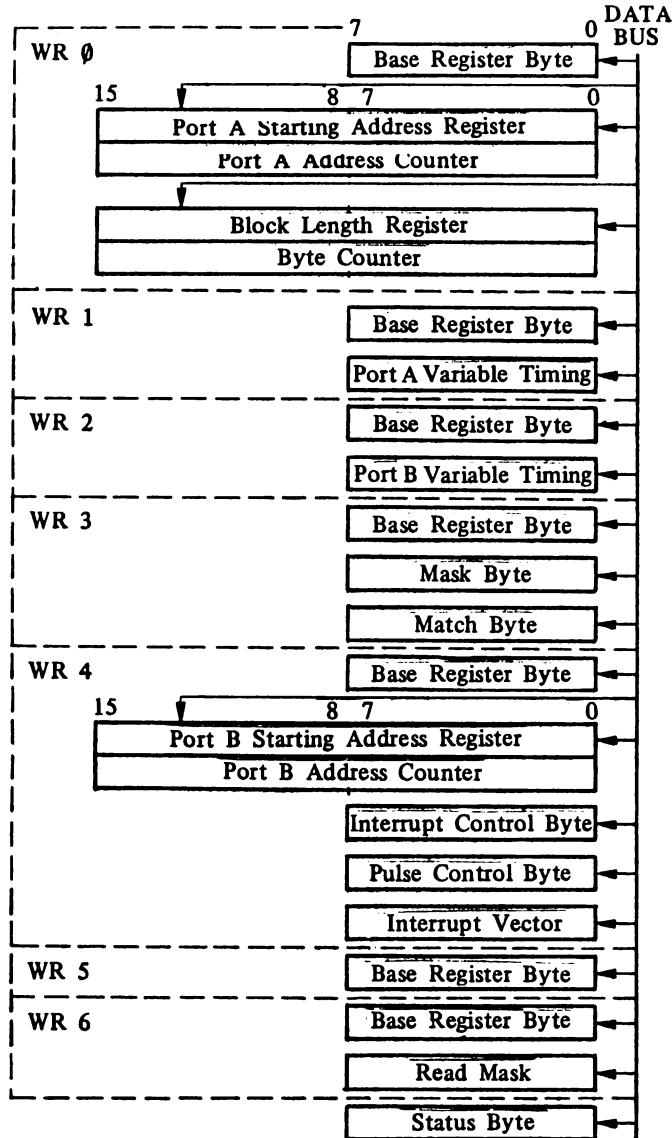 DATA
7 0 BUS
WR 0
Base Register Byte
15 8 7 0
Port A Starting Address Register
Port A Address Counter
Block Length Register
Byte Counter
WR 1
Base Register Byte
Port A Variable Timing
WR 2
Base Register Byte
Port B Variable Timing
WR 3
Base Register Byte
Mask Byte
Match Byte
WR 4
Base Register Byte
15 8 7 0
Port B Starting Address Register
Port B Address Counter
Interrupt Control Byte
Pulse Control Byte
Interrupt Vector
WR 5
Base Register Byte
WR 6
Base Register Byte
Read Mask
Status Byte